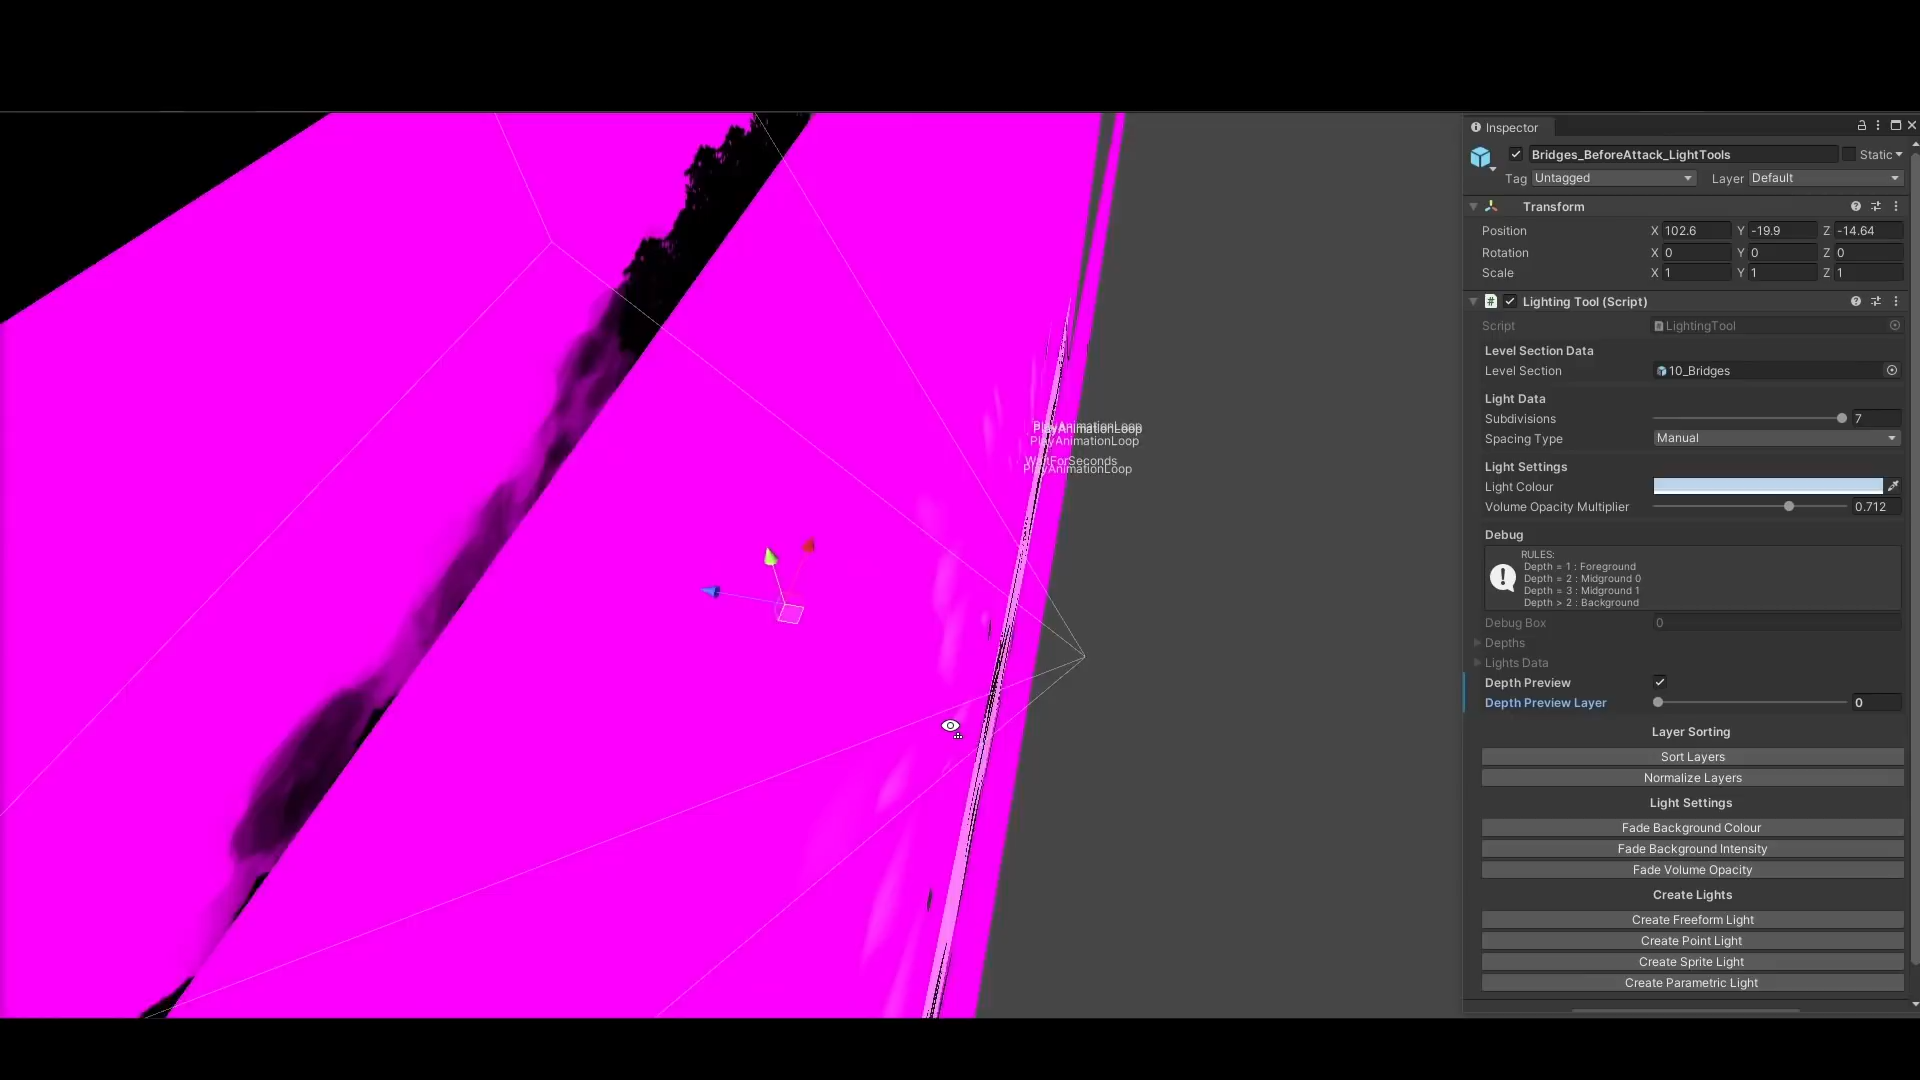 Inspector
Bridges_BeforeAttack_LightTools
Static
Tag Untagged Layer Default
Transform
Position X 102.6 Y -19.9 Z -14.64
Rotation X 0 Y 0 Z 0
Scale X 1 Y 1 Z 1
# Lighting Tool (Script)
Script LightingTool
Level Section Data
Level Section 10_Bridges
Light Data
Subdivisions 7
Spacing Type Manual
Light Settings
Light Colour
Volume Opacity Multiplier 0.712
Debug
RULES:
Depth = 1 : Foreground
Depth = 2 : Midground 0
Depth = 3 : Midground 1
Depth > 2 : Background
Debug Box 0
Depths
Lights Data
Depth Preview
Depth Preview Layer 0
Layer Sorting
Sort Layers
Normalize Layers
Light Settings
Fade Background Colour
Fade Background Intensity
Fade Volume Opacity
Create Lights
Create Freeform Light
Create Point Light
Create Sprite Light
Create Parametric Light
PlayAnimationLoop
PlayAnimationLoop
PlayAnimationLoop
WaitForSeconds
PlayAnimationLoop